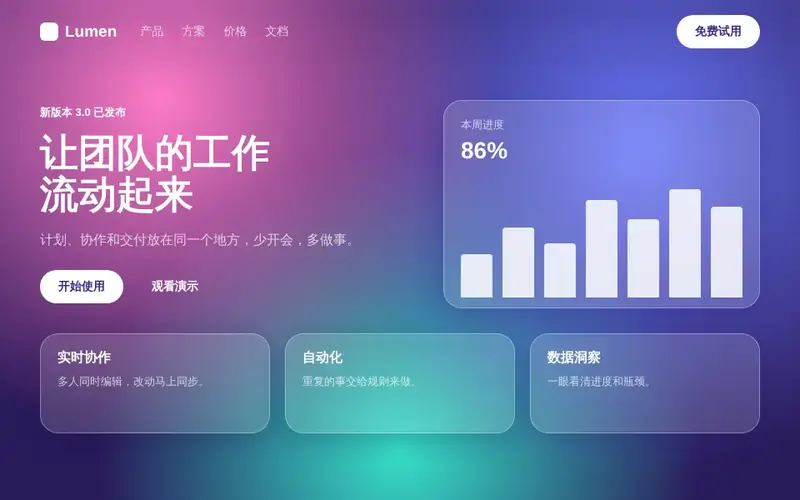 Lumen
产品
方案
价格
文档
免费试用
新版本 3.0 已发布
让团队的工作
流动起来
计划、协作和交付放在同一个地方，少开会，多做事。
开始使用
观看演示
本周进度
86%
实时协作
多人同时编辑，改动马上同步。
自动化
重复的事交给规则来做。
数据洞察
一眼看清进度和瓶颈。